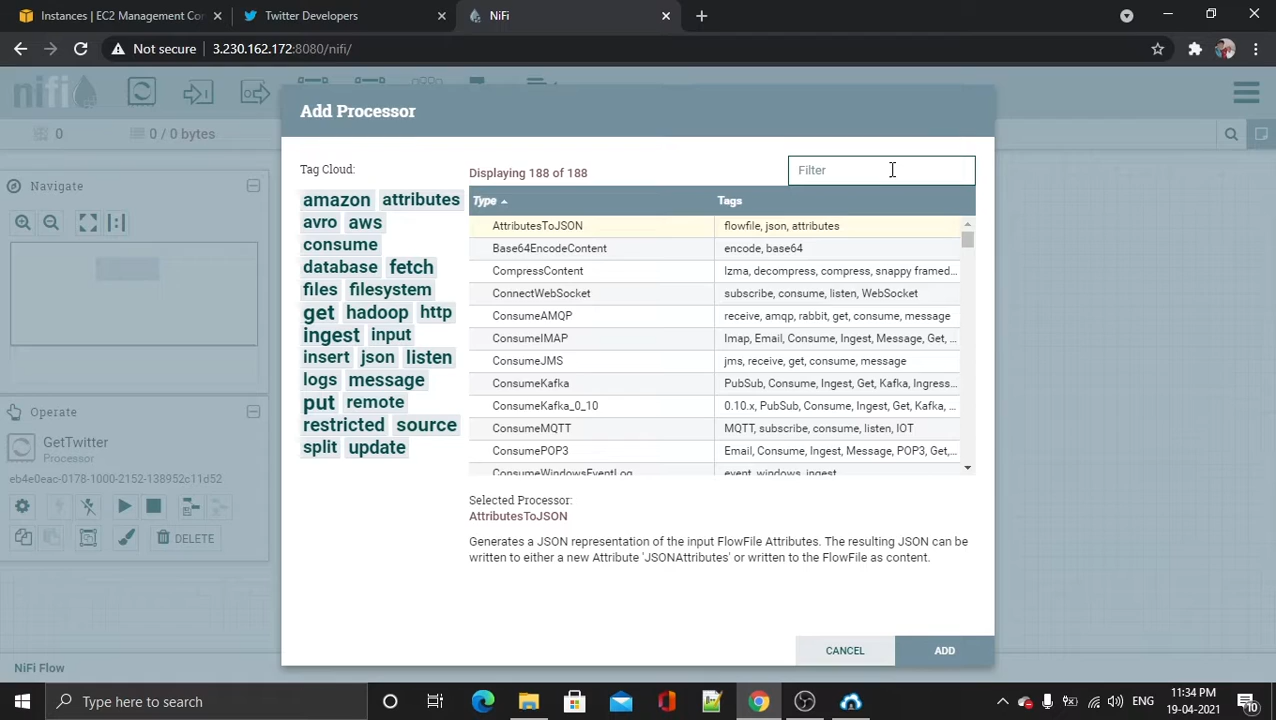 Instances | EC2 Management Con
Twitter Developers
NiFi
Not secure
3.230.162.172:8080/nifi/
nifi
0
0 / 0 bytes
Add Processor
Navigate
Operate
GetTwitter
Processor
eb4e0eac-0178-1000-2152-138952c11d52
DELETE
Tag Cloud:
amazon attributes
avro aws
consume
database fetch
files filesystem
get hadoop http
ingest input
insert json listen
logs message
put remote
restricted source
split update
Displaying 188 of 188
Filter
Type Tags
AttributesToJSON flowfile, json, attributes
Base64EncodeContent encode, base64
CompressContent lzma, decompress, compress, snappy framed...
ConnectWebSocket subscribe, consume, listen, WebSocket
ConsumeAMQP receive, amqp, rabbit, get, consume, message
ConsumeIMAP Imap, Email, Consume, Ingest, Message, Get, ...
ConsumeJMS jms, receive, get, consume, message
ConsumeKafka PubSub, Consume, Ingest, Get, Kafka, Ingress...
ConsumeKafka_0_10 0.10.x, PubSub, Consume, Ingest, Get, Kafka, ...
ConsumeMQTT MQTT, subscribe, consume, listen, IOT
ConsumePOP3 Email, Consume, Ingest, Message, POP3, Get,...
ConsumeWindowsEventLog event, windows, ingest
Selected Processor:
AttributesToJSON
Generates a JSON representation of the input FlowFile Attributes. The resulting JSON can be
written to either a new Attribute 'JSONAttributes' or written to the FlowFile as content.
CANCEL
ADD
NiFi Flow
Type here to search
ENG
11:34 PM
19-04-2021
10